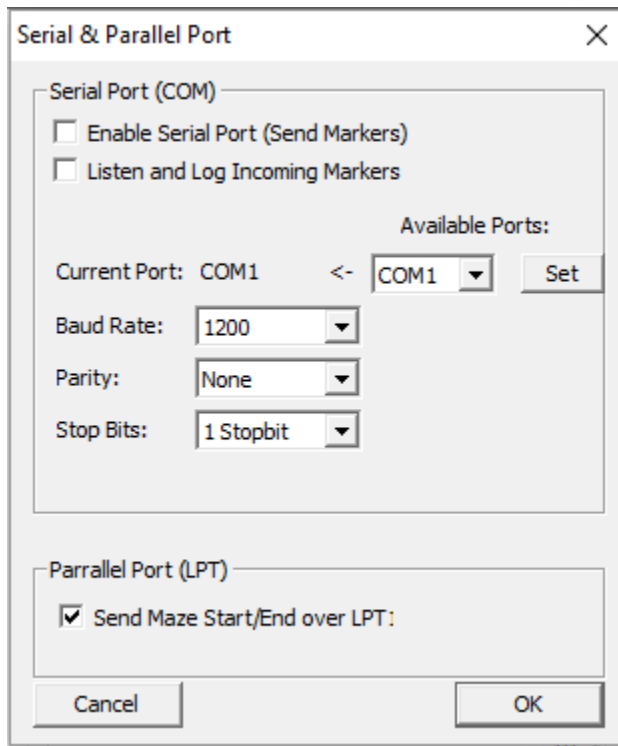 Serial & Parallel Port
Serial Port (COM)
Enable Serial Port (Send Markers)
Listen and Log Incoming Markers
Available Ports:
Current Port: COM1 <- COM1 Set
Baud Rate: 1200
Parity: None
Stop Bits: 1 Stopbit
Parrallel Port (LPT)
Send Maze Start/End over LPT1
Cancel OK